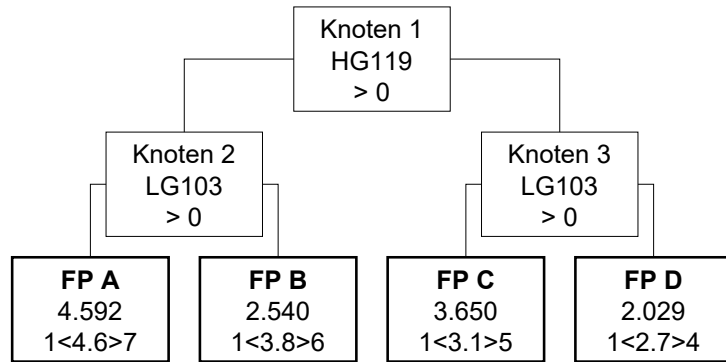 Knoten 1
HG119
> 0
Knoten 2
LG103
> 0
Knoten 3
LG103
> 0
FP A
4.592
1<4.6>7
FP B
2.540
1<3.8>6
FP C
3.650
1<3.1>5
FP D
2.029
1<2.7>4